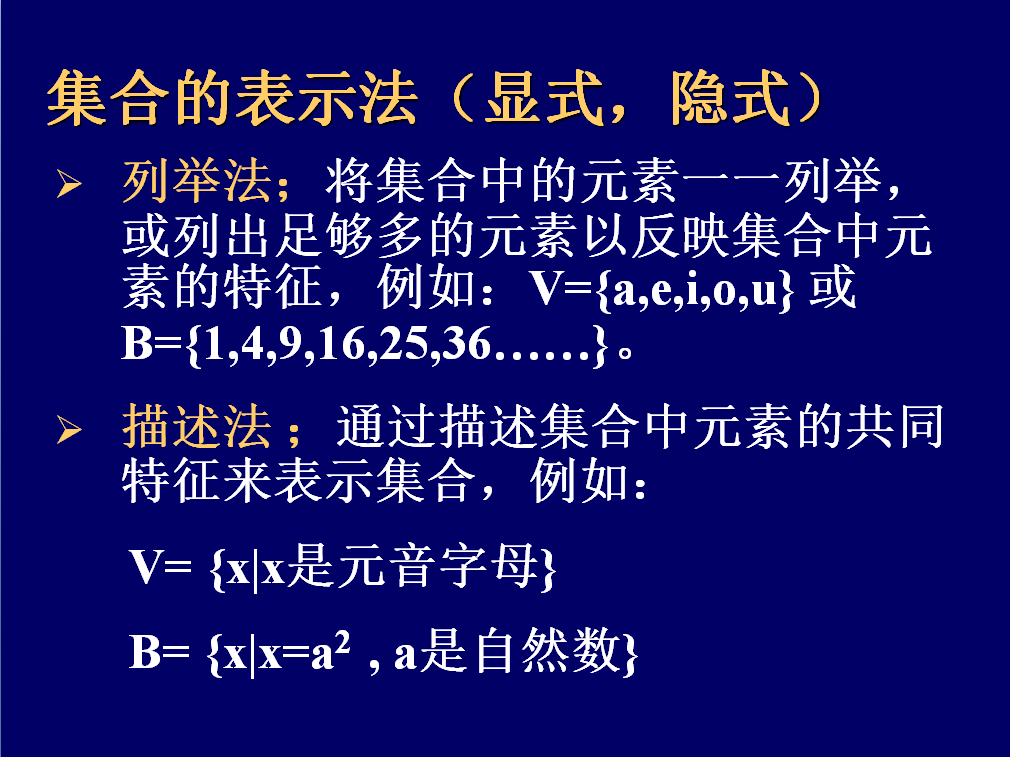 集合的表示法（显式，隐式）
➢ 列举法；将集合中的元素一一列举，
或列出足够多的元素以反映集合中元
素的特征，例如：V={a,e,i,o,u} 或
B={1,4,9,16,25,36……}。
➢ 描述法；通过描述集合中元素的共同
特征来表示集合，例如：
V= {x|x是元音字母}
B= {x|x=a² , a是自然数}